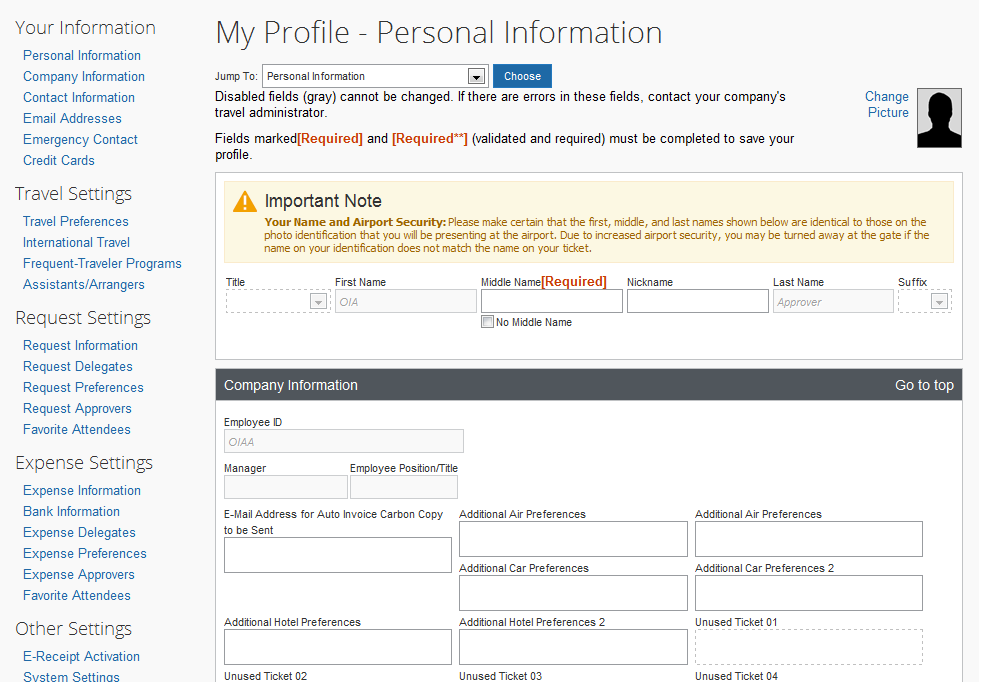 Your Information
Personal Information
Company Information
Contact Information
Email Addresses
Emergency Contact
Credit Cards
Travel Settings
Travel Preferences
International Travel
Frequent-Traveler Programs
Assistants/Arrangers
Request Settings
Request Information
Request Delegates
Request Preferences
Request Approvers
Favorite Attendees
Expense Settings
Expense Information
Bank Information
Expense Delegates
Expense Preferences
Expense Approvers
Favorite Attendees
Other Settings
E-Receipt Activation
System Settings
My Profile - Personal Information
Jump To: Personal Information Choose
Disabled fields (gray) cannot be changed. If there are errors in these fields, contact your company's
travel administrator.
Fields marked[Required] and [Required**] (validated and required) must be completed to save your
profile.
Change
Picture
Important Note
Your Name and Airport Security: Please make certain that the first, middle, and last names shown below are identical to those on the
photo identification that you will be presenting at the airport. Due to increased airport security, you may be turned away at the gate if the
name on your identification does not match the name on your ticket.
Title First Name Middle Name[Required] Nickname Last Name Suffix
OIA Approver
No Middle Name
Company Information Go to top
Employee ID
OIAA
Manager Employee Position/Title
E-Mail Address for Auto Invoice Carbon Copy
to be Sent
Additional Air Preferences Additional Air Preferences
Additional Car Preferences Additional Car Preferences 2
Additional Hotel Preferences Additional Hotel Preferences 2 Unused Ticket 01
Unused Ticket 02 Unused Ticket 03 Unused Ticket 04